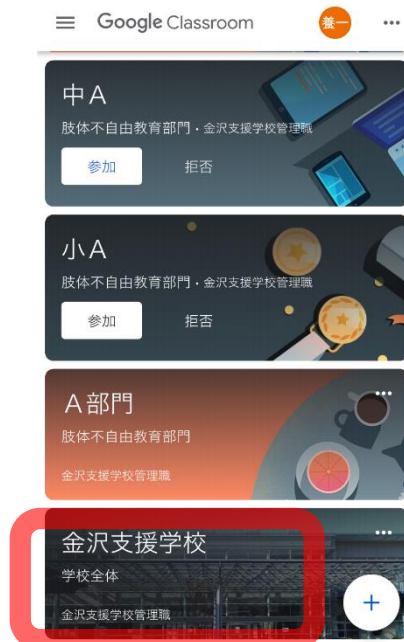 Google Classroom
養一
中A
肢体不自由教育部門・金沢支援学校管理職
参加 拒否
小A
肢体不自由教育部門・金沢支援学校管理職
参加 拒否
A部門
肢体不自由教育部門
金沢支援学校管理職
金沢支援学校
学校全体
金沢支援学校管理職